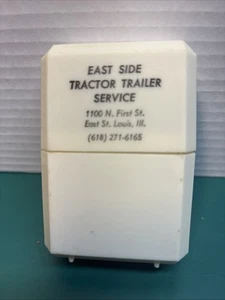 EAST SIDE
TRACTOR TRAILER
SERVICE
1100 N. First St.
East St. Louis, Ill.
(618) 271-6165